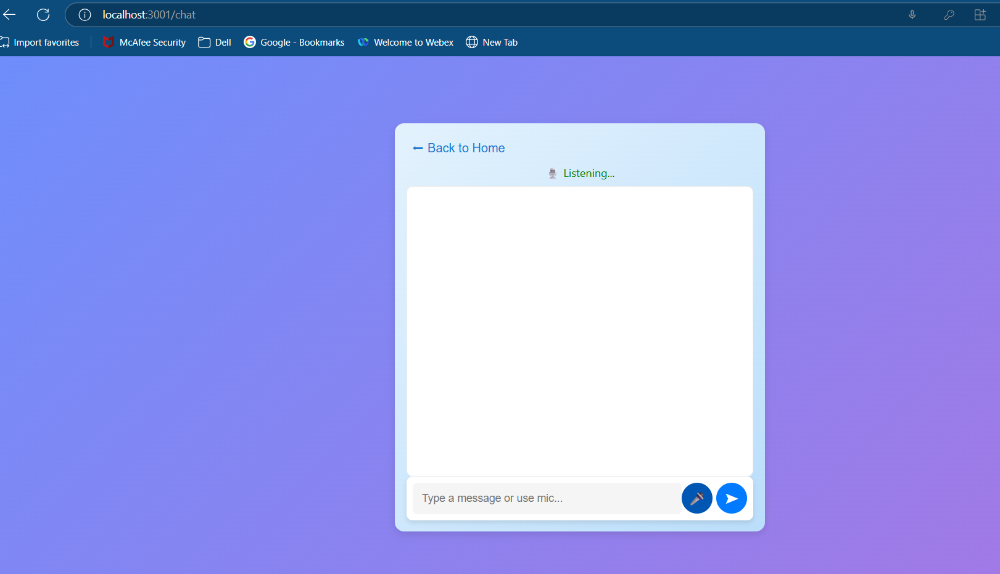 localhost:3001/chat
Import favorites McAfee Security Dell Google - Bookmarks Welcome to Webex New Tab
Back to Home
Listening...
Type a message or use mic...